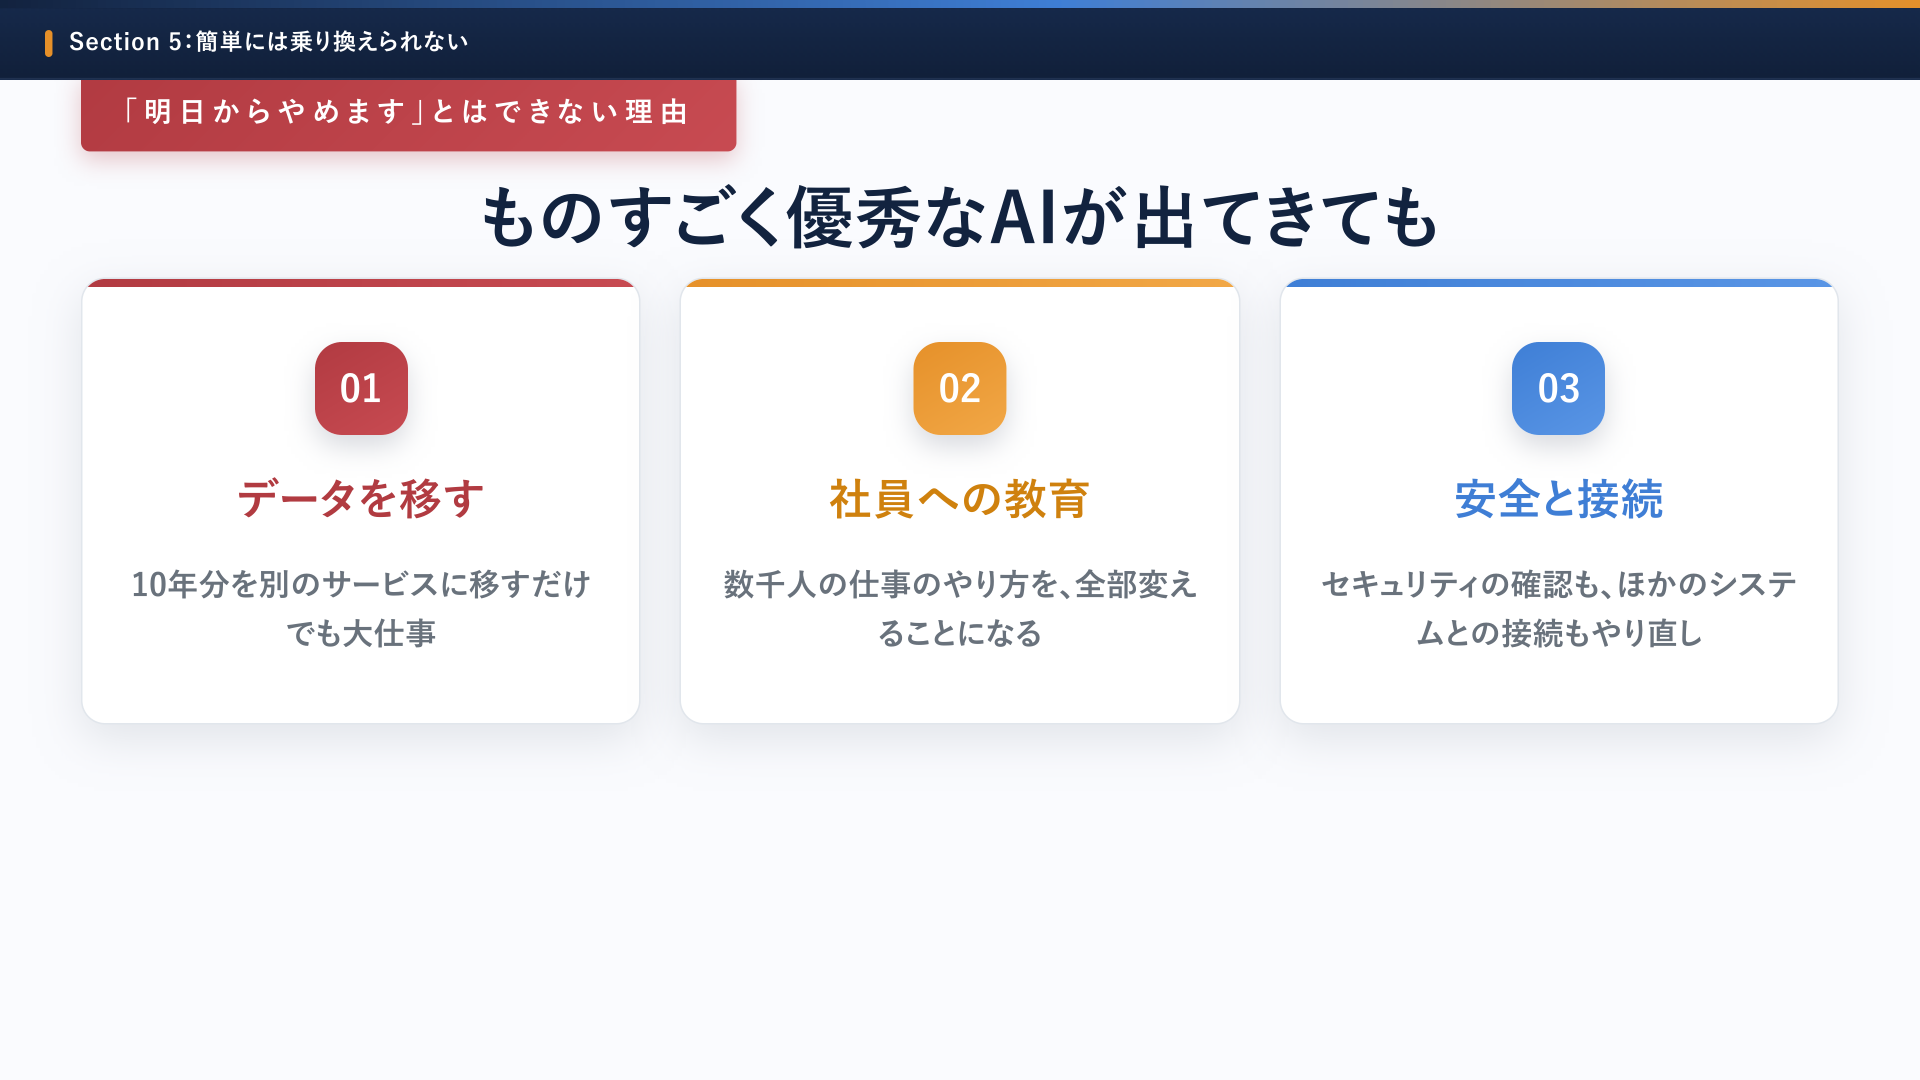 Section 5：簡単には乗り換えられない
「明日からやめます」とはできない理由
ものすごく優秀なAIが出てきても
01
データを移す
10年分を別のサービスに移すだけ
でも大仕事
02
社員への教育
数千人の仕事のやり方を、全部変え
ることになる
03
安全と接続
セキュリティの確認も、ほかのシステ
ムとの接続もやり直し